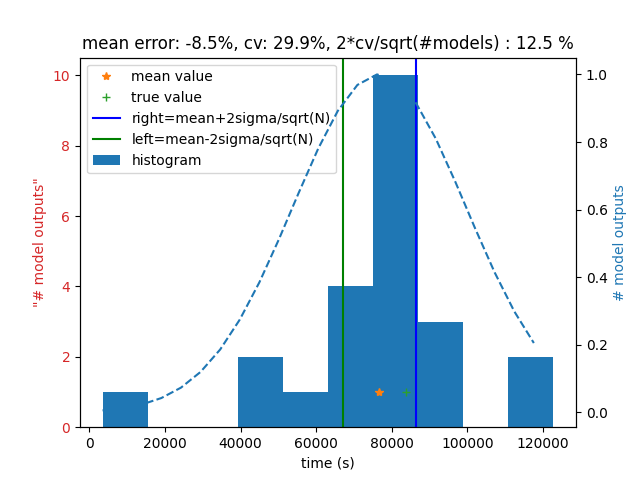 mean error: -8.5%, cv: 29.9%, 2*cv/sqrt(#models) : 12.5 %
mean value
true value
right=mean+2sigma/sqrt(N)
left=mean-2sigma/sqrt(N)
histogram
"# model outputs"
10
8
6
4
2
0
1.0
0.8
0.6
0.4
0.2
0.0
# model outputs
0
20000
40000
60000
80000
100000
120000
time (s)